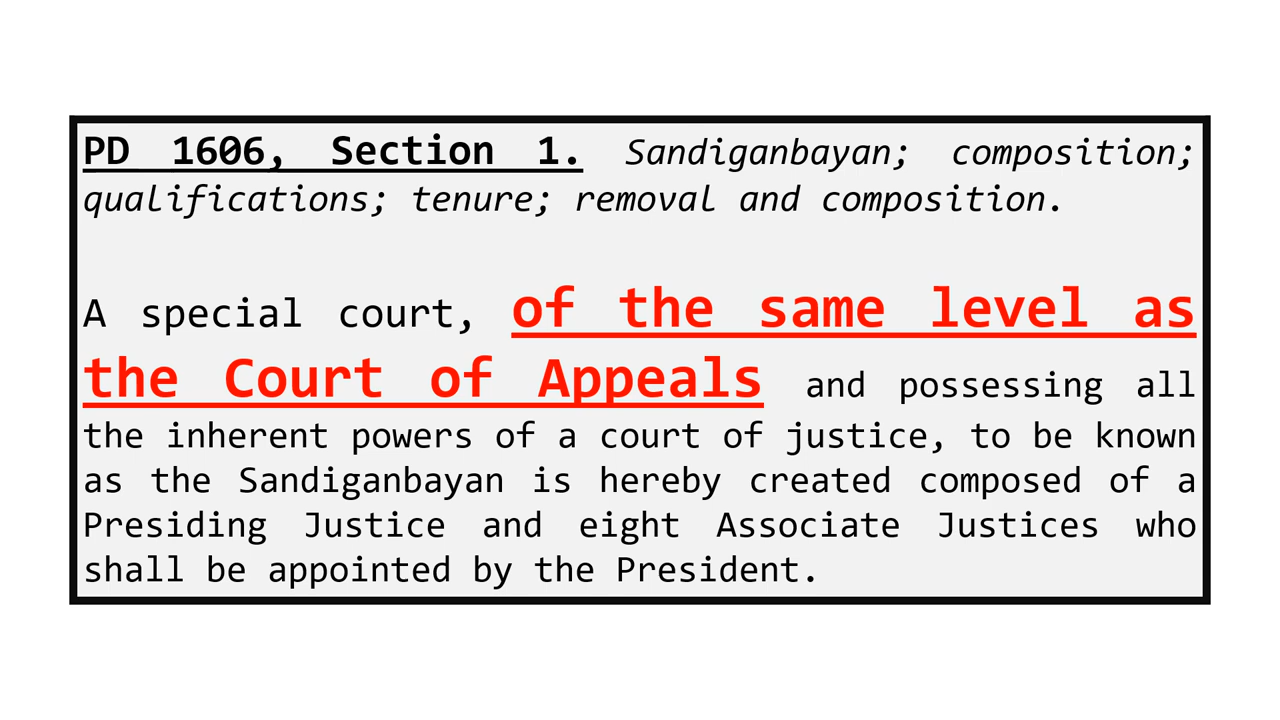 PD 1606, Section 1. Sandiganbayan; composition;
qualifications; tenure; removal and composition.
A special court, of the same level as
the Court of Appeals and possessing all
the inherent powers of a court of justice, to be known
as the Sandiganbayan is hereby created composed of a
Presiding Justice and eight Associate Justices who
shall be appointed by the President.